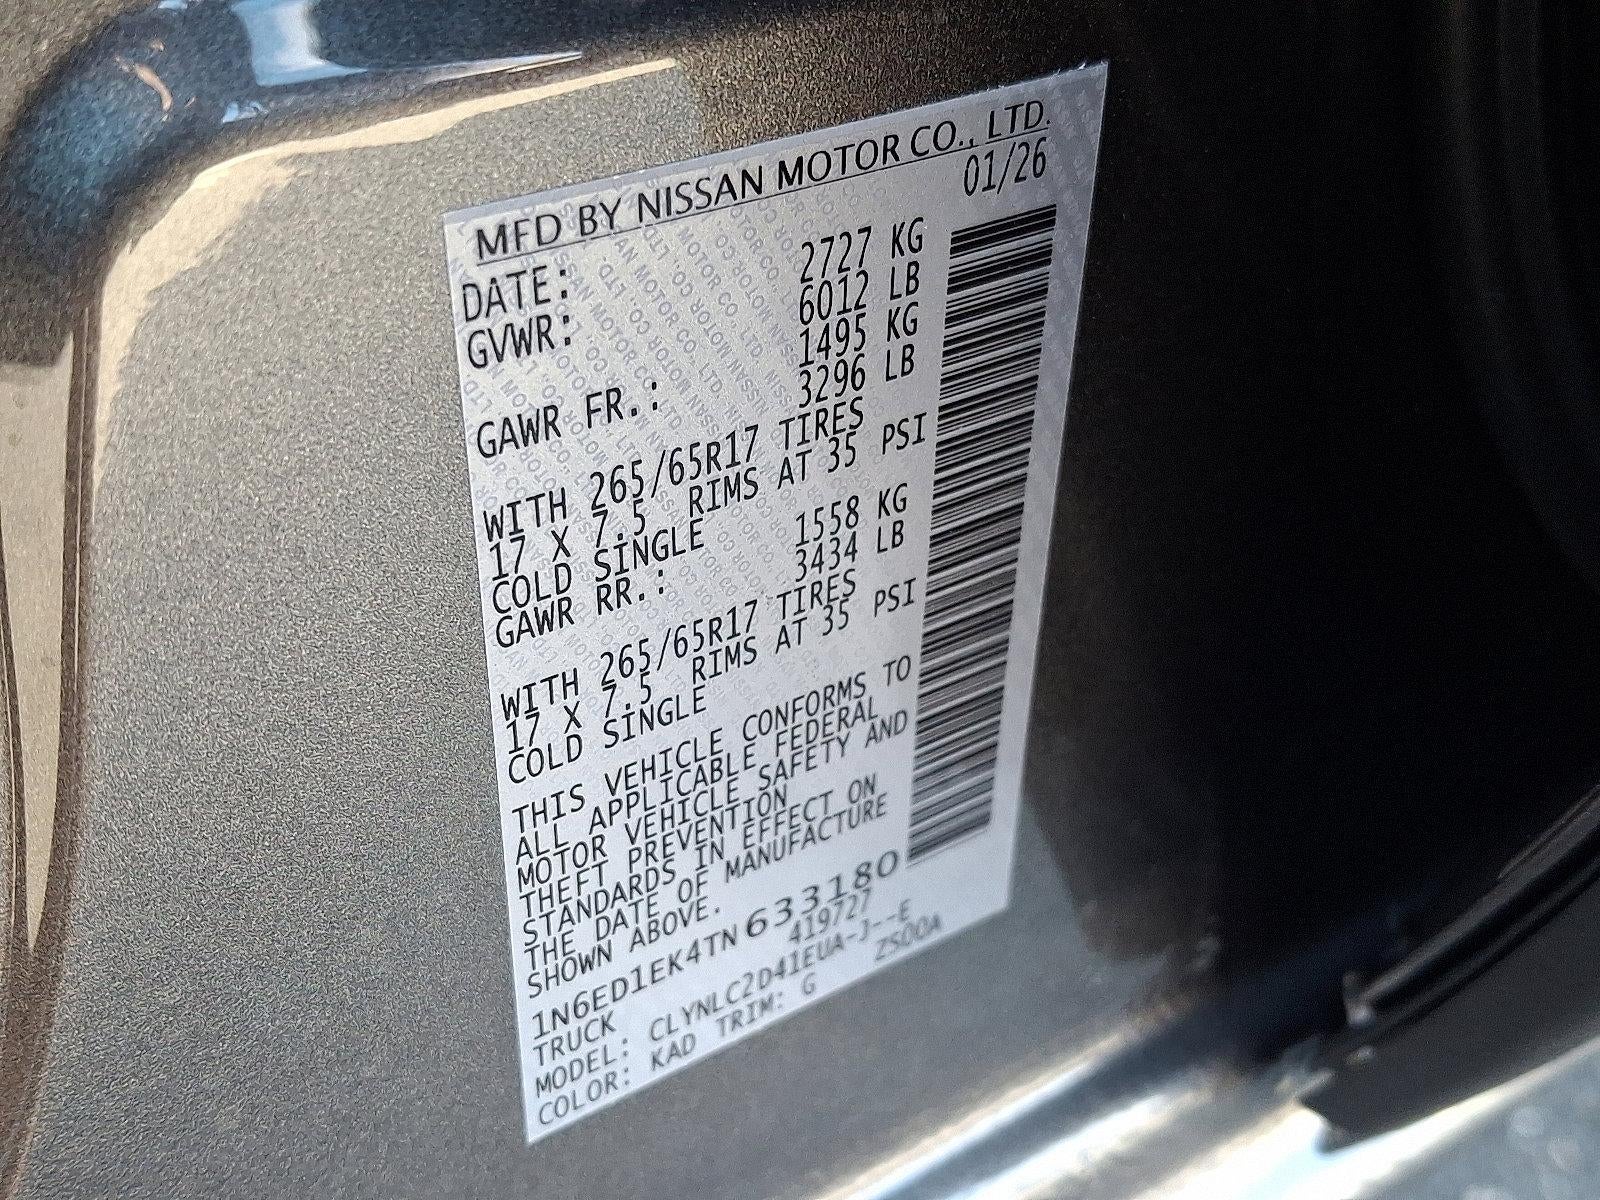 MFD BY NISSAN MOTOR CO., LTD.
DATE: 01/26
GVWR: 2727 KG
6012 LB
GAWR FR.: 1495 KG
3296 LB
WITH 265/65R17 TIRES
17 X 7.5 RIMS AT 35 PSI
COLD SINGLE
GAWR RR.: 1558 KG
3434 LB
WITH 265/65R17 TIRES
17 X 7.5 RIMS AT 35 PSI
COLD SINGLE
THIS VEHICLE CONFORMS TO
ALL APPLICABLE FEDERAL
MOTOR VEHICLE SAFETY AND
THEFT PREVENTION
STANDARDS IN EFFECT ON
THE DATE OF MANUFACTURE
SHOWN ABOVE.
1N6ED1EK4TN633180
TRUCK 419727
MODEL: CLYNLC2D41EUA-J--E
COLOR: KAD TRIM: G ZS00A